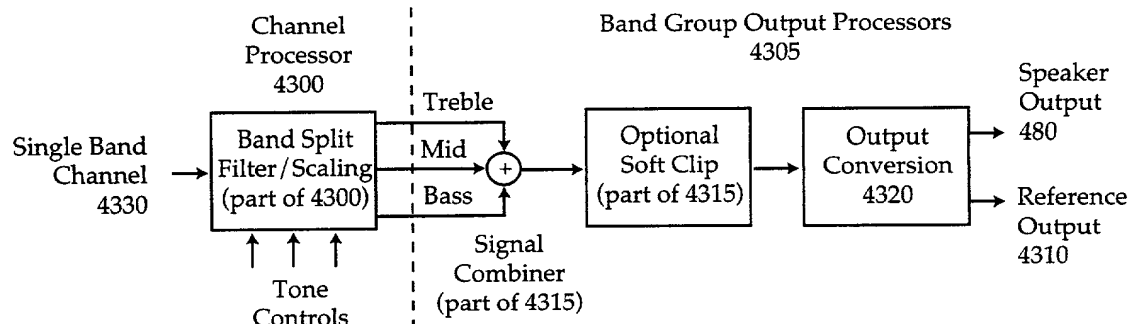 Channel
Processor
4300
Band Group Output Processors
4305
Single Band
Channel
4330
Band Split
Filter/Scaling
(part of 4300)
Tone
Controls
Treble
Mid
Bass
+
Signal
Combiner
(part of 4315)
Optional
Soft Clip
(part of 4315)
Output
Conversion
4320
Speaker
Output
480
Reference
Output
4310